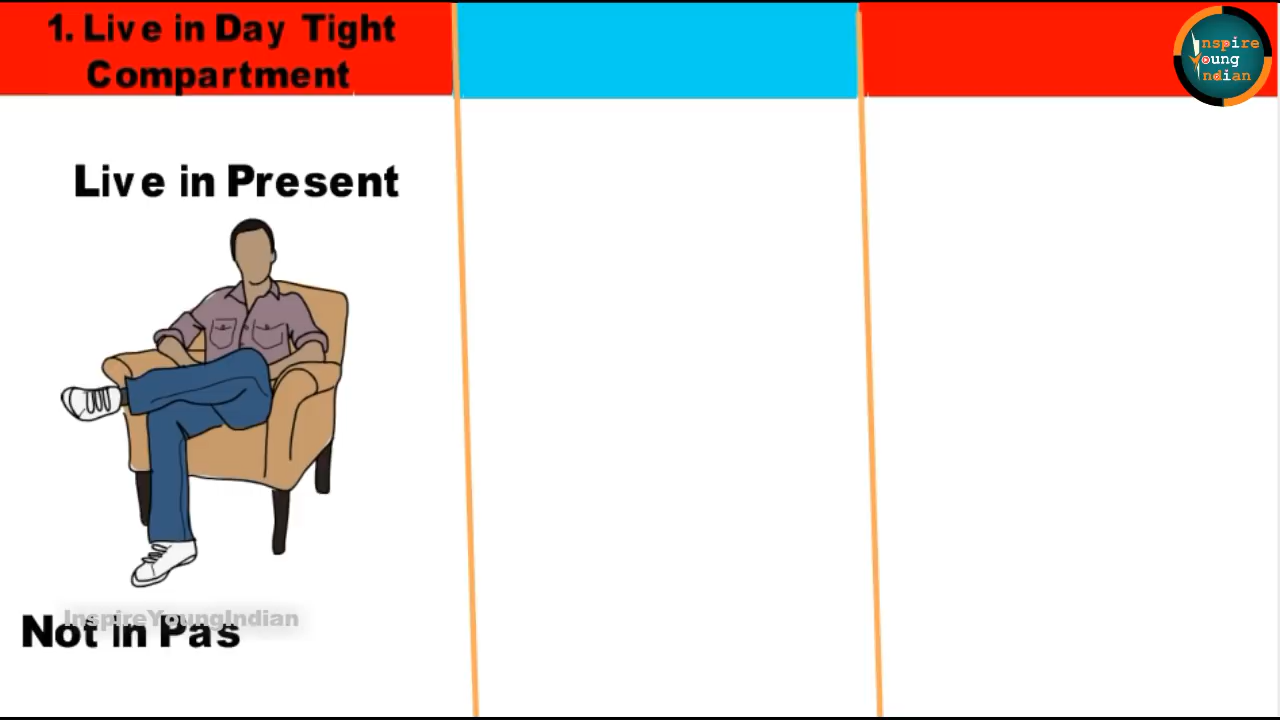 1. Live in Day Tight
Compartment
Inspire
Young
Indian
Live in Present
InspireYoungIndian
Not in Pas